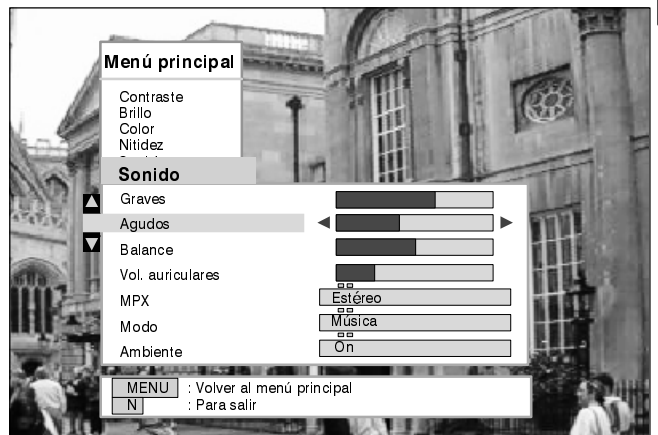 Menú principal
Contraste
Brillo
Color
Nitidez
Sonido
Graves
Agudos
Balance
Vol. auriculares
MPX Estéreo
Modo Música
Ambiente On
MENU : Volver al menú principal
N : Para salir